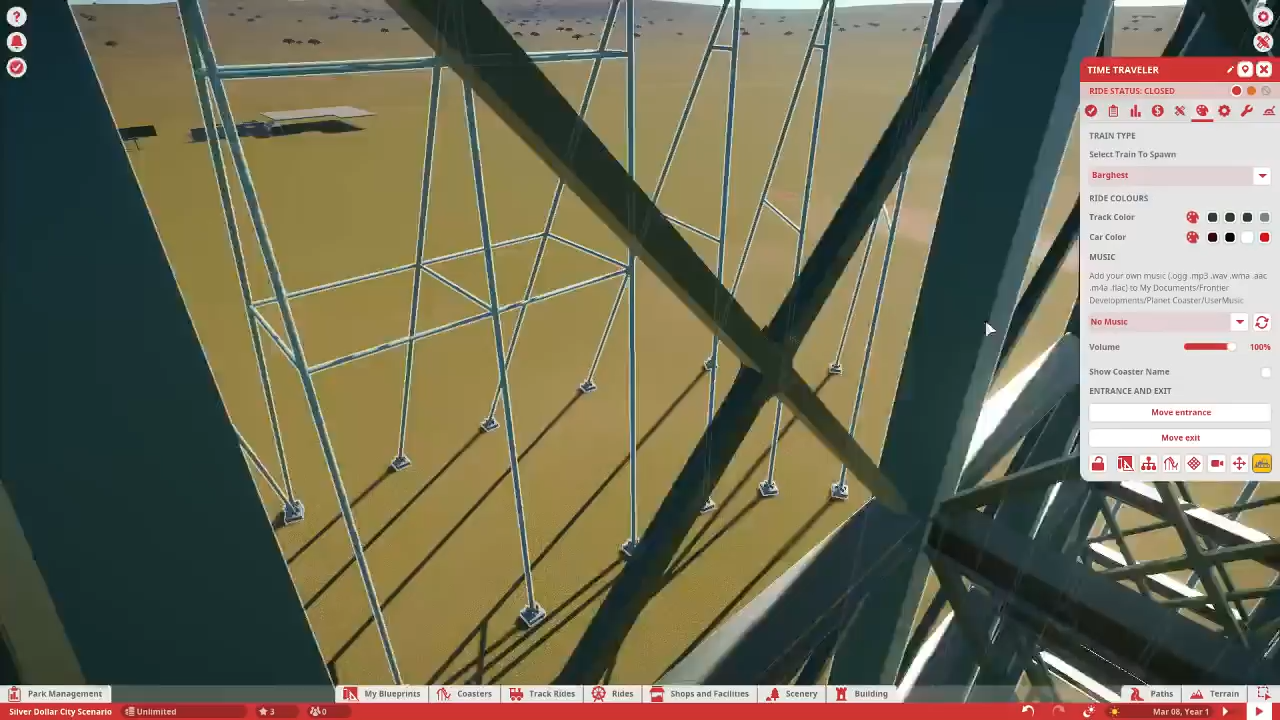 TIME TRAVELER
RIDE STATUS: CLOSED
TRAIN TYPE
Select Train To Spawn
Barghest
RIDE COLOURS
Track Color
Car Color
MUSIC
Add your own music (.ogg .mp3 .wav .wma .aac
.m4a .flac) to My Documents/Frontier
Developments/Planet Coaster/UserMusic
No Music
Volume 100%
Show Coaster Name
ENTRANCE AND EXIT
Move entrance
Move exit
Park Management My Blueprints Coasters Track Rides Rides Shops and Facilities Scenery Building Paths Terrain
Silver Dollar City Scenario Unlimited 3 0 Mar 08, Year 1